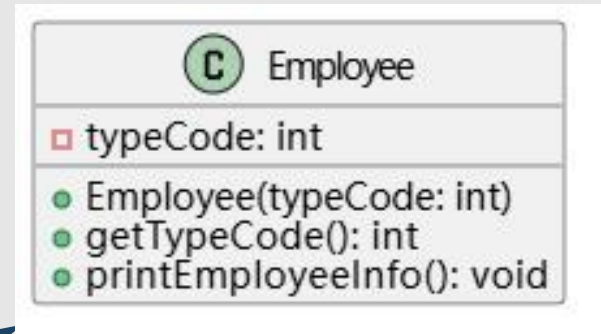 C Employee
typeCode: int
Employee(typeCode: int)
getTypeCode(): int
printEmployeeInfo(): void